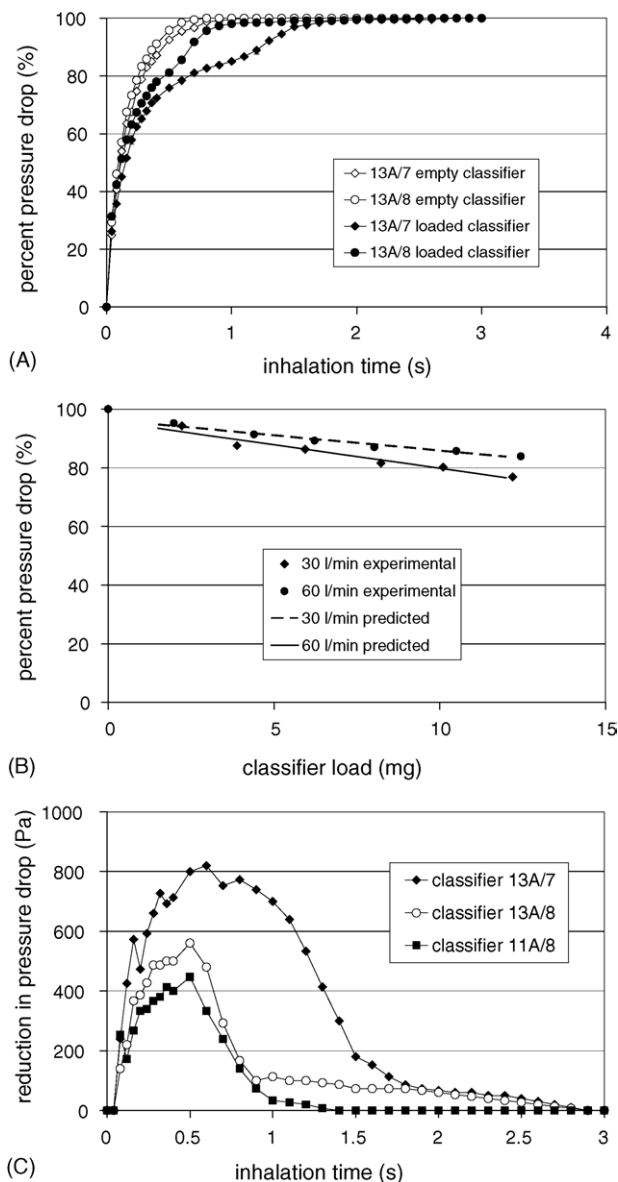 100
80
60
40
20
0
percent pressure drop (%)
13A/7 empty classifier
13A/8 empty classifier
13A/7 loaded classifier
13A/8 loaded classifier
0 1 2 3 4
(A)
inhalation time (s)
100
80
60
40
20
0
percent pressure drop (%)
30 l/min experimental
60 l/min experimental
30 l/min predicted
60 l/min predicted
0 5 10 15
(B)
classifier load (mg)
1000
800
600
400
200
0
reduction in pressure drop (Pa)
classifier 13A/7
classifier 13A/8
classifier 11A/8
0 0.5 1 1.5 2 2.5 3
(C)
inhalation time (s)